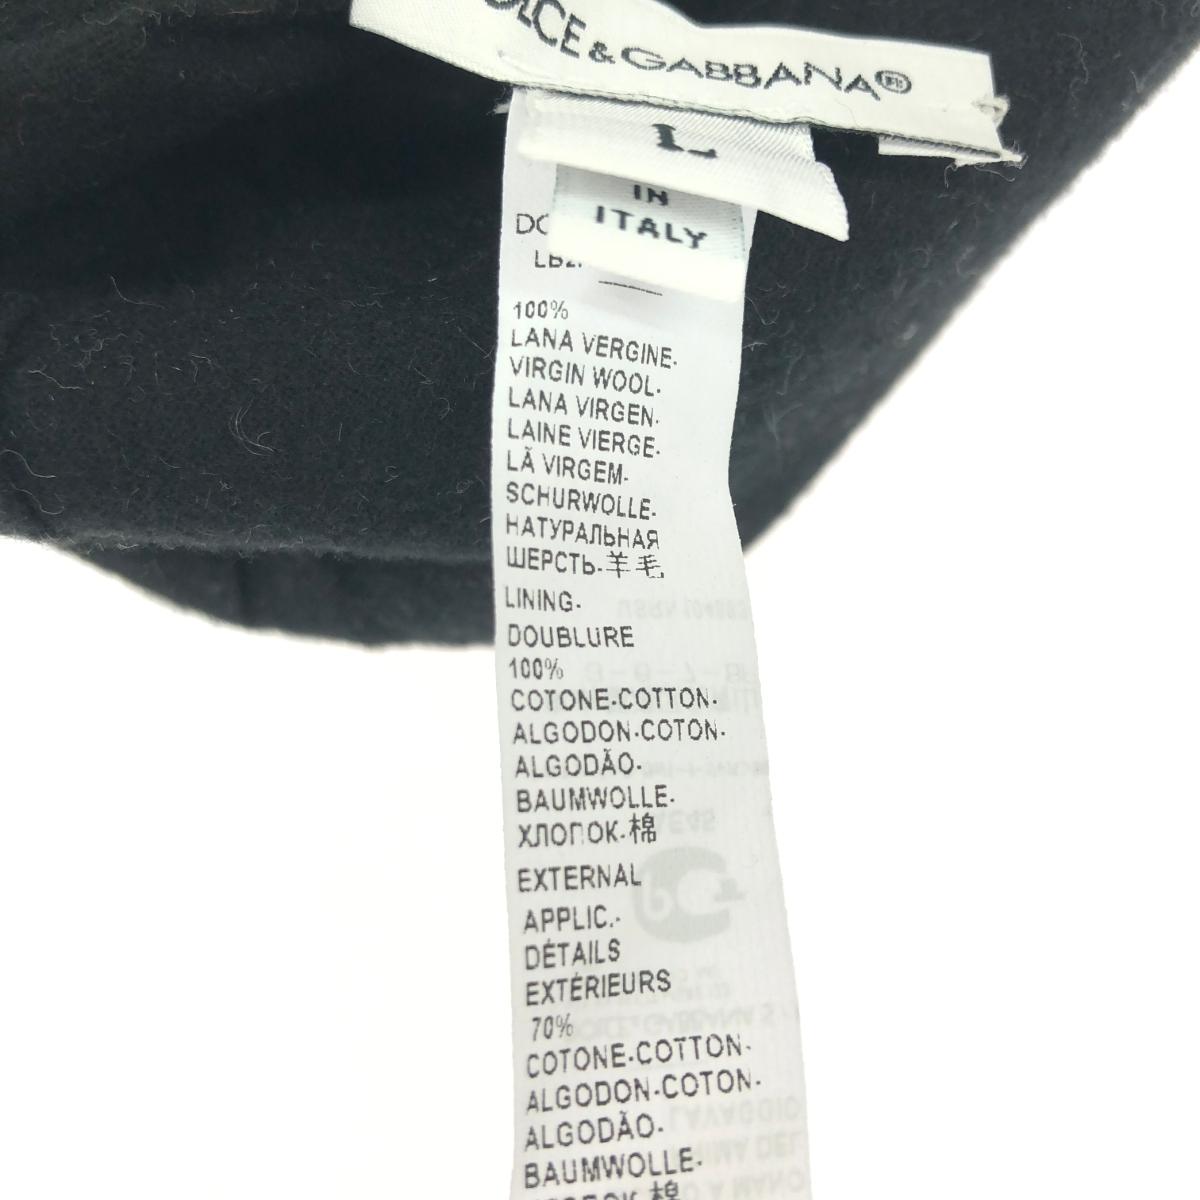 DOLCE & GABBANA®
L
IN
ITALY
100%
LANA VERGINE-
VIRGIN WOOL-
LANA VIRGEN-
LAINE VIERGE-
LÃ VIRGEM-
SCHURWOLLE-
НАТУРАЛЬНАЯ
ШЕРСТЬ-羊毛
LINING-
DOUBLURE
100%
COTONE-COTTON-
ALGODON-COTON-
ALGODÃO-
BAUMWOLLE-
ХЛОПОК-棉
EXTERNAL
APPLIC.-
DÉTAILS
EXTÉRIEURS
70%
COTONE-COTTON-
ALGODON-COTON-
ALGODÃO-
BAUMWOLLE-
棉